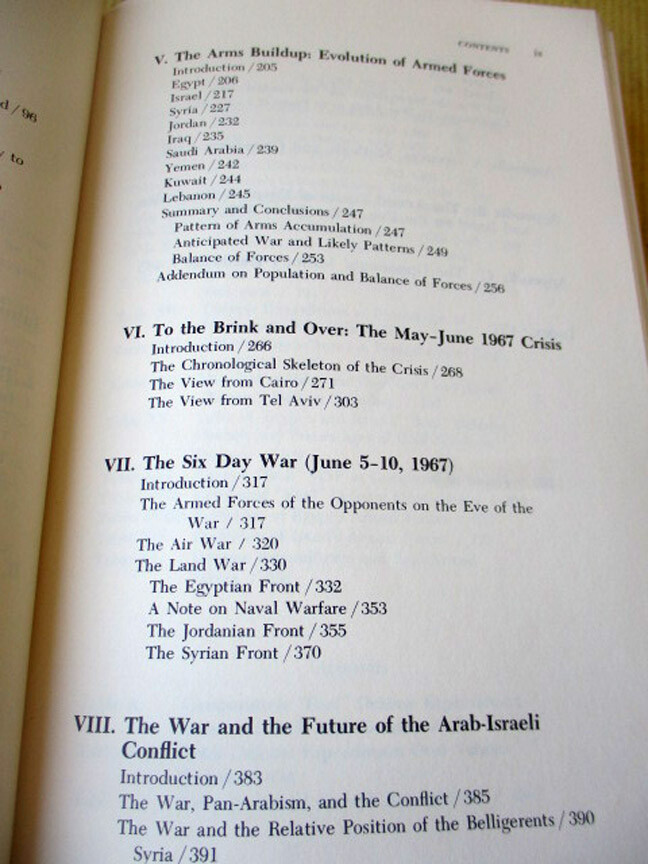 d / 96
to
CONTENTS ix
V. The Arms Buildup: Evolution of Armed Forces
Introduction / 205
Egypt / 206
Israel / 217
Syria / 227
Jordan / 232
Iraq / 235
Saudi Arabia / 239
Yemen / 242
Kuwait / 244
Lebanon / 245
Summary and Conclusions / 247
Pattern of Arms Accumulation / 247
Anticipated War and Likely Patterns / 249
Balance of Forces / 253
Addendum on Population and Balance of Forces / 256
VI. To the Brink and Over: The May–June 1967 Crisis
Introduction / 266
The Chronological Skeleton of the Crisis / 268
The View from Cairo / 271
The View from Tel Aviv / 303
VII. The Six Day War (June 5–10, 1967)
Introduction / 317
The Armed Forces of the Opponents on the Eve of the
War / 317
The Air War / 320
The Land War / 330
The Egyptian Front / 332
A Note on Naval Warfare / 353
The Jordanian Front / 355
The Syrian Front / 370
VIII. The War and the Future of the Arab-Israeli
Conflict
Introduction / 383
The War, Pan-Arabism, and the Conflict / 385
The War and the Relative Position of the Belligerents / 390
Syria / 391